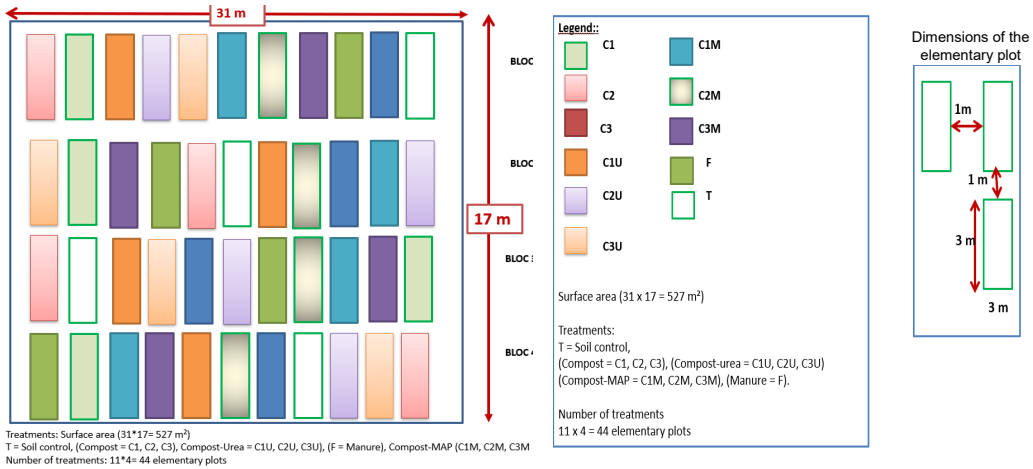 31 m
BLOC
BLOC
17 m
BLOC
BLOC
Treatments: Surface area (31*17= 527 m²)
T = Soil control, (Compost = C1, C2, C3), Compost-Urea = C1U, C2U, C3U), (F = Manure), Compost-MAP (C1M, C2M, C3M
Number of treatments: 11*4= 44 elementary plots
Legend::
C1
C1M
C2
C2M
C3
C3M
C1U
F
C2U
T
C3U
Surface area (31 x 17 = 527 m²)
Treatments:
T = Soil control,
(Compost = C1, C2, C3), (Compost-urea = C1U, C2U, C3U)
(Compost-MAP = C1M, C2M, C3M), (Manure = F).
Number of treatments
11 x 4 = 44 elementary plots
Dimensions of the
elementary plot
1m
1 m
3 m
3 m